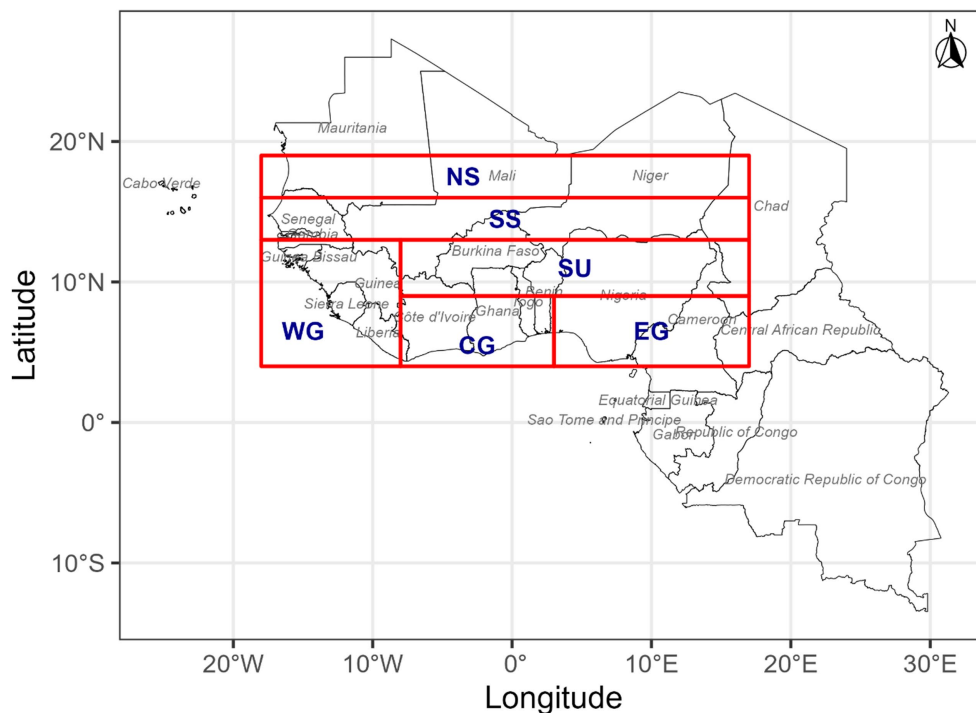 N
20°N
Mauritania
Cabo Verde
NS
Mali
Niger
Chad
Senegal
Gambia
SS
Burkina Faso
Guinea Bissau
SU
10°N
Guinea
Benin
Nigeria
Sierra Leone
Togo
Ghana
Côte d'Ivoire
Cameroon
WG
Liberia
CG
EG
Central African Republic
Equatorial Guinea
0°
Sao Tome and Principe
Gabon
Republic of Congo
Democratic Republic of Congo
10°S
20°W
10°W
0°
10°E
20°E
30°E
Longitude
Latitude